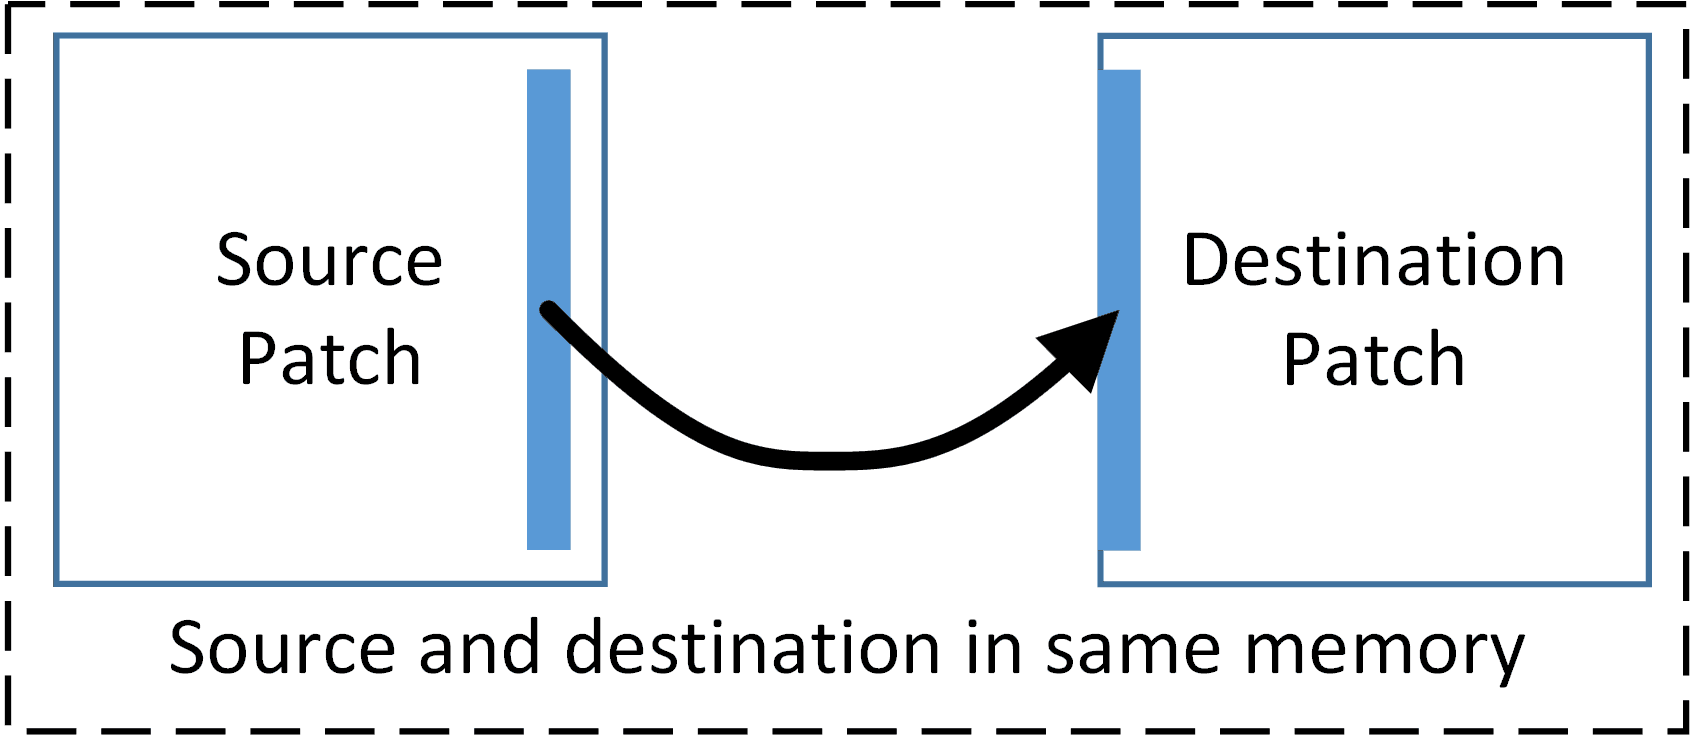 Source
Patch
Destination
Patch
Source and destination in same memory